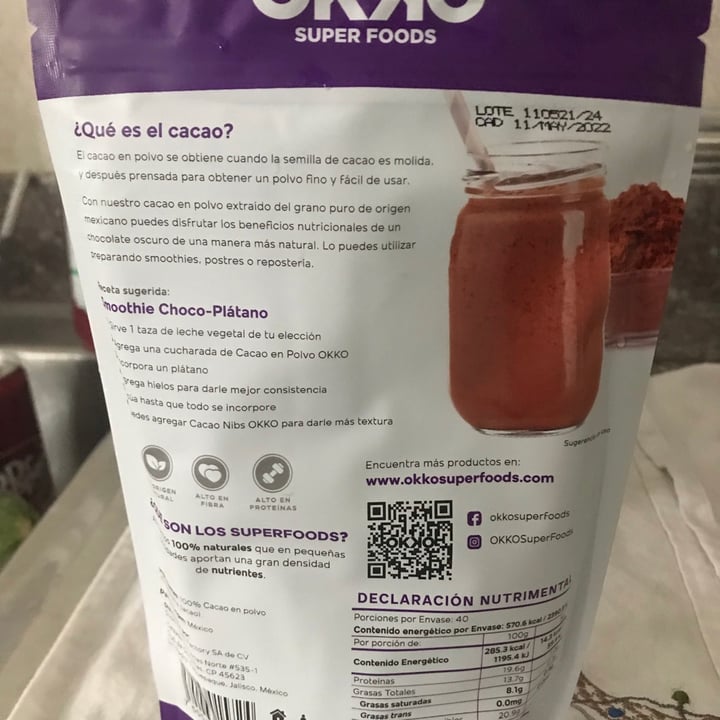 OKKO
SUPER FOODS
LOTE 110521/24
CAD 11/MAY/2022
¿Qué es el cacao?
El cacao en polvo se obtiene cuando la semilla de cacao es molida,
y después prensada para obtener un polvo fino y fácil de usar.
Con nuestro cacao en polvo extraido del grano puro de origen
mexicano puedes disfrutar los beneficios nutricionales de un
chocolate oscuro de una manera más natural. Lo puedes utilizar
preparando smoothies, postres o repostería.
Receta sugerida:
Smoothie Choco-Plátano
1 taza de leche vegetal de tu elección
una cucharada de Cacao en Polvo OKKO
un plátano
hielos para darle mejor consistencia
hasta que todo se incorpore
agregar Cacao Nibs OKKO para darle más textura
ALTO EN
FIBRA
ALTO EN
PROTEINAS
Encuentra más productos en:
www.okkosuperfoods.com
OKKO
okkosuperfoods
OKKOSuperFoods
SON LOS SUPERFOODS?
100% naturales que en pequeñas
aportan una gran densidad
de nutrientes.
100% Cacao en polvo
México
SA de CV
Norte #535-1
CP 45623
Jalisco, México
DECLARACIÓN NUTRIMENTAL
Porciones por Envase: 40
Contenido energético por Envase: 570.6 kcal /
Por porción de: 100g
Contenido Energético 285.3 kcal / 1195.4 kJ
Proteinas 19.6g
Grasas Totales 13.7g
Grasas saturadas 8.1g
Grasas trans 0.0mg